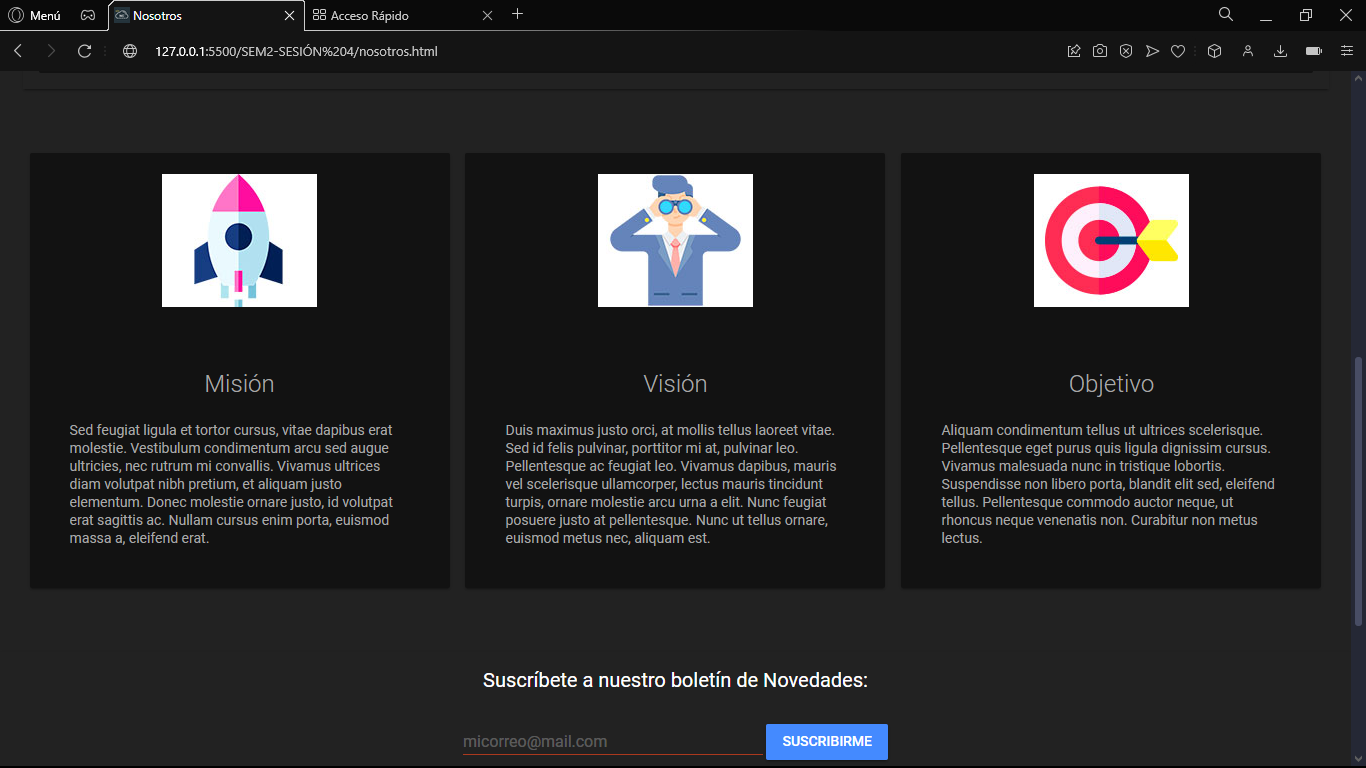 Menú
Nosotros
Acceso Rápido
127.0.0.1:5500/SEM2-SESIÓN%204/nosotros.html
Misión
Sed feugiat ligula et tortor cursus, vitae dapibus erat
molestie. Vestibulum condimentum arcu sed augue
ultricies, nec rutrum mi convallis. Vivamus ultrices
diam volutpat nibh pretium, et aliquam justo
elementum. Donec molestie ornare justo, id volutpat
erat sagittis ac. Nullam cursus enim porta, euismod
massa a, eleifend erat.
Visión
Duis maximus justo orci, at mollis tellus laoreet vitae.
Sed id felis pulvinar, porttitor mi at, pulvinar leo.
Pellentesque ac feugiat leo. Vivamus dapibus, mauris
vel scelerisque ullamcorper, lectus mauris tincidunt
turpis, ornare molestie arcu urna a elit. Nunc feugiat
posuere justo at pellentesque. Nunc ut tellus ornare,
euismod metus nec, aliquam est.
Objetivo
Aliquam condimentum tellus ut ultrices scelerisque.
Pellentesque eget purus quis ligula dignissim cursus.
Vivamus malesuada nunc in tristique lobortis.
Suspendisse non libero porta, blandit elit sed, eleifend
tellus. Pellentesque commodo auctor neque, ut
rhoncus neque venenatis non. Curabitur non metus
lectus.
Suscríbete a nuestro boletín de Novedades:
micorreo@mail.com
SUSCRIBIRME